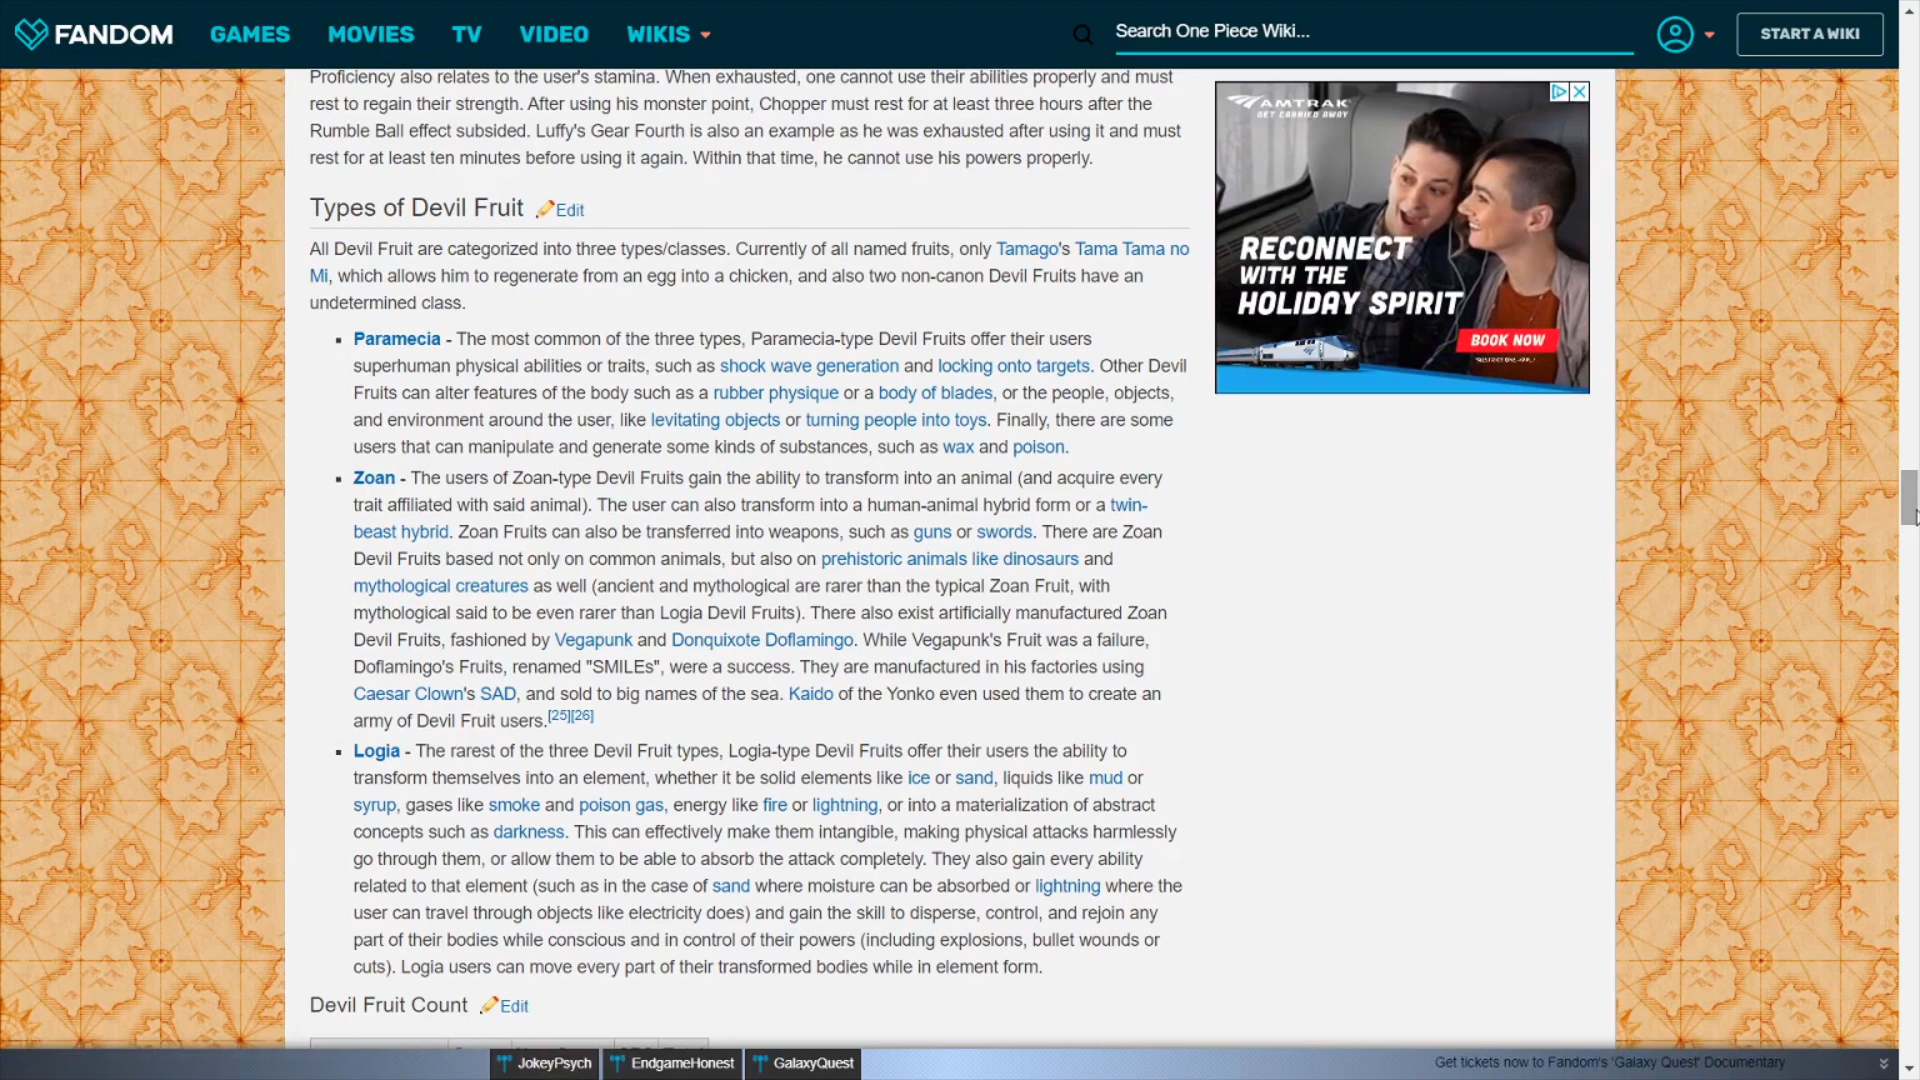 FANDOM GAMES MOVIES TV VIDEO WIKIS Search One Piece Wiki... START A WIKI
Proficiency also relates to the user's stamina. When exhausted, one cannot use their abilities properly and must
rest to regain their strength. After using his monster point, Chopper must rest for at least three hours after the
Rumble Ball effect subsided. Luffy's Gear Fourth is also an example as he was exhausted after using it and must
rest for at least ten minutes before using it again. Within that time, he cannot use his powers properly.
Types of Devil Fruit Edit
All Devil Fruit are categorized into three types/classes. Currently of all named fruits, only Tamago's Tama Tama no
Mi, which allows him to regenerate from an egg into a chicken, and also two non-canon Devil Fruits have an
undetermined class.
Paramecia - The most common of the three types, Paramecia-type Devil Fruits offer their users
superhuman physical abilities or traits, such as shock wave generation and locking onto targets. Other Devil
Fruits can alter features of the body such as a rubber physique or a body of blades, or the people, objects,
and environment around the user, like levitating objects or turning people into toys. Finally, there are some
users that can manipulate and generate some kinds of substances, such as wax and poison.
Zoan - The users of Zoan-type Devil Fruits gain the ability to transform into an animal (and acquire every
trait affiliated with said animal). The user can also transform into a human-animal hybrid form or a twin-
beast hybrid. Zoan Fruits can also be transferred into weapons, such as guns or swords. There are Zoan
Devil Fruits based not only on common animals, but also on prehistoric animals like dinosaurs and
mythological creatures as well (ancient and mythological are rarer than the typical Zoan Fruit, with
mythological said to be even rarer than Logia Devil Fruits). There also exist artificially manufactured Zoan
Devil Fruits, fashioned by Vegapunk and Donquixote Doflamingo. While Vegapunk's Fruit was a failure,
Doflamingo's Fruits, renamed "SMILEs", were a success. They are manufactured in his factories using
Caesar Clown's SAD, and sold to big names of the sea. Kaido of the Yonko even used them to create an
army of Devil Fruit users.[25][26]
Logia - The rarest of the three Devil Fruit types, Logia-type Devil Fruits offer their users the ability to
transform themselves into an element, whether it be solid elements like ice or sand, liquids like mud or
syrup, gases like smoke and poison gas, energy like fire or lightning, or into a materialization of abstract
concepts such as darkness. This can effectively make them intangible, making physical attacks harmlessly
go through them, or allow them to be able to absorb the attack completely. They also gain every ability
related to that element (such as in the case of sand where moisture can be absorbed or lightning where the
user can travel through objects like electricity does) and gain the skill to disperse, control, and rejoin any
part of their bodies while conscious and in control of their powers (including explosions, bullet wounds or
cuts). Logia users can move every part of their transformed bodies while in element form.
Devil Fruit Count Edit
AMTRAK
GET CARRIED AWAY
RECONNECT
WITH THE
HOLIDAY SPIRIT
BOOK NOW
JokeyPsych EndgameHonest GalaxyQuest Get tickets now to Fandom's 'Galaxy Quest' Documentary